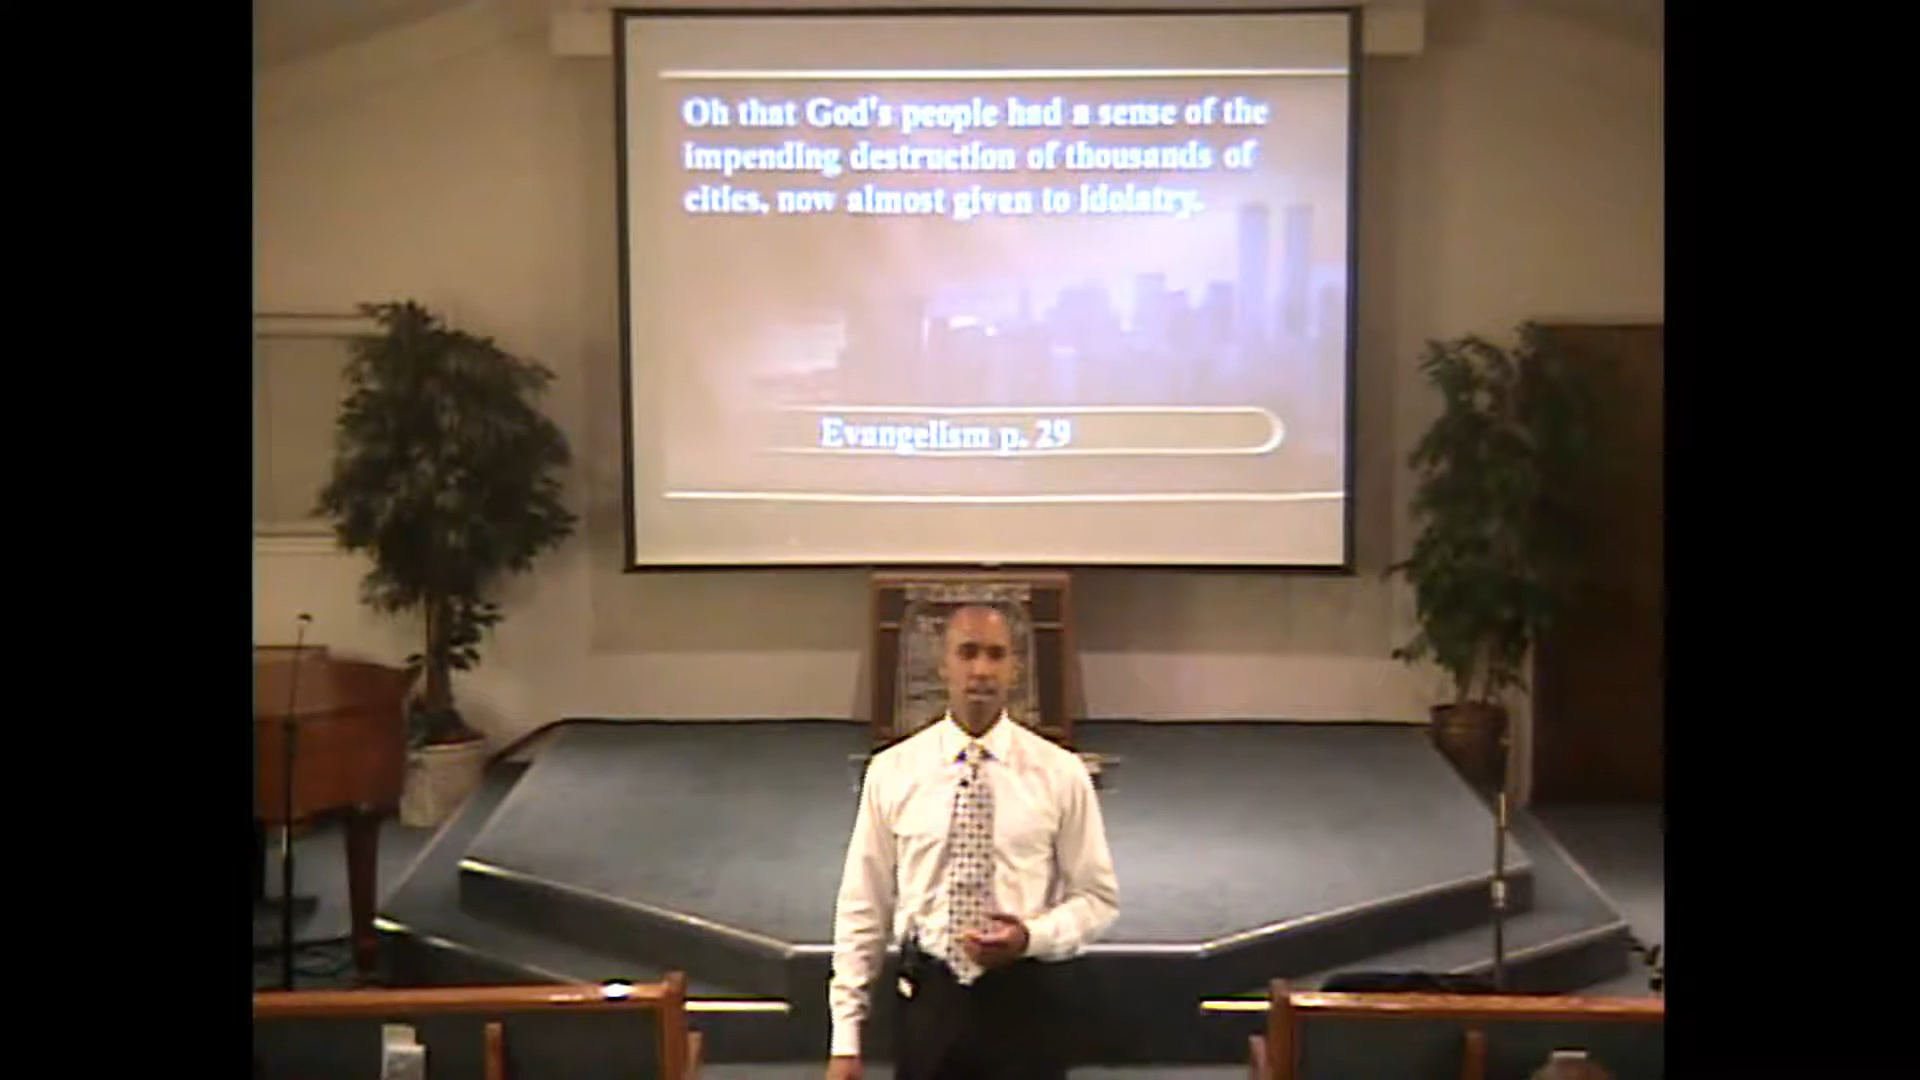 Oh that God's people had a sense of the
impending destruction of thousands of
cities, now almost given to idolatry.
Evangelism p. 29